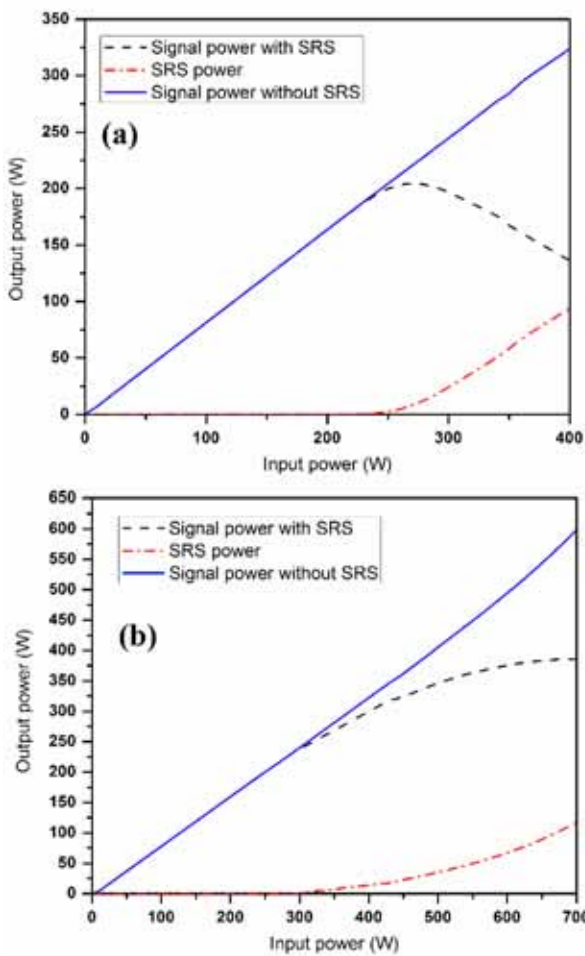 350
300
250
200
150
100
50
0
Output power (W)
Signal power with SRS
SRS power
Signal power without SRS
(a)
0 100 200 300 400
Input power (W)
650
600
550
500
450
400
350
300
250
200
150
100
50
0
Output power (W)
Signal power with SRS
SRS power
Signal power without SRS
(b)
0 100 200 300 400 500 600 700
Input power (W)